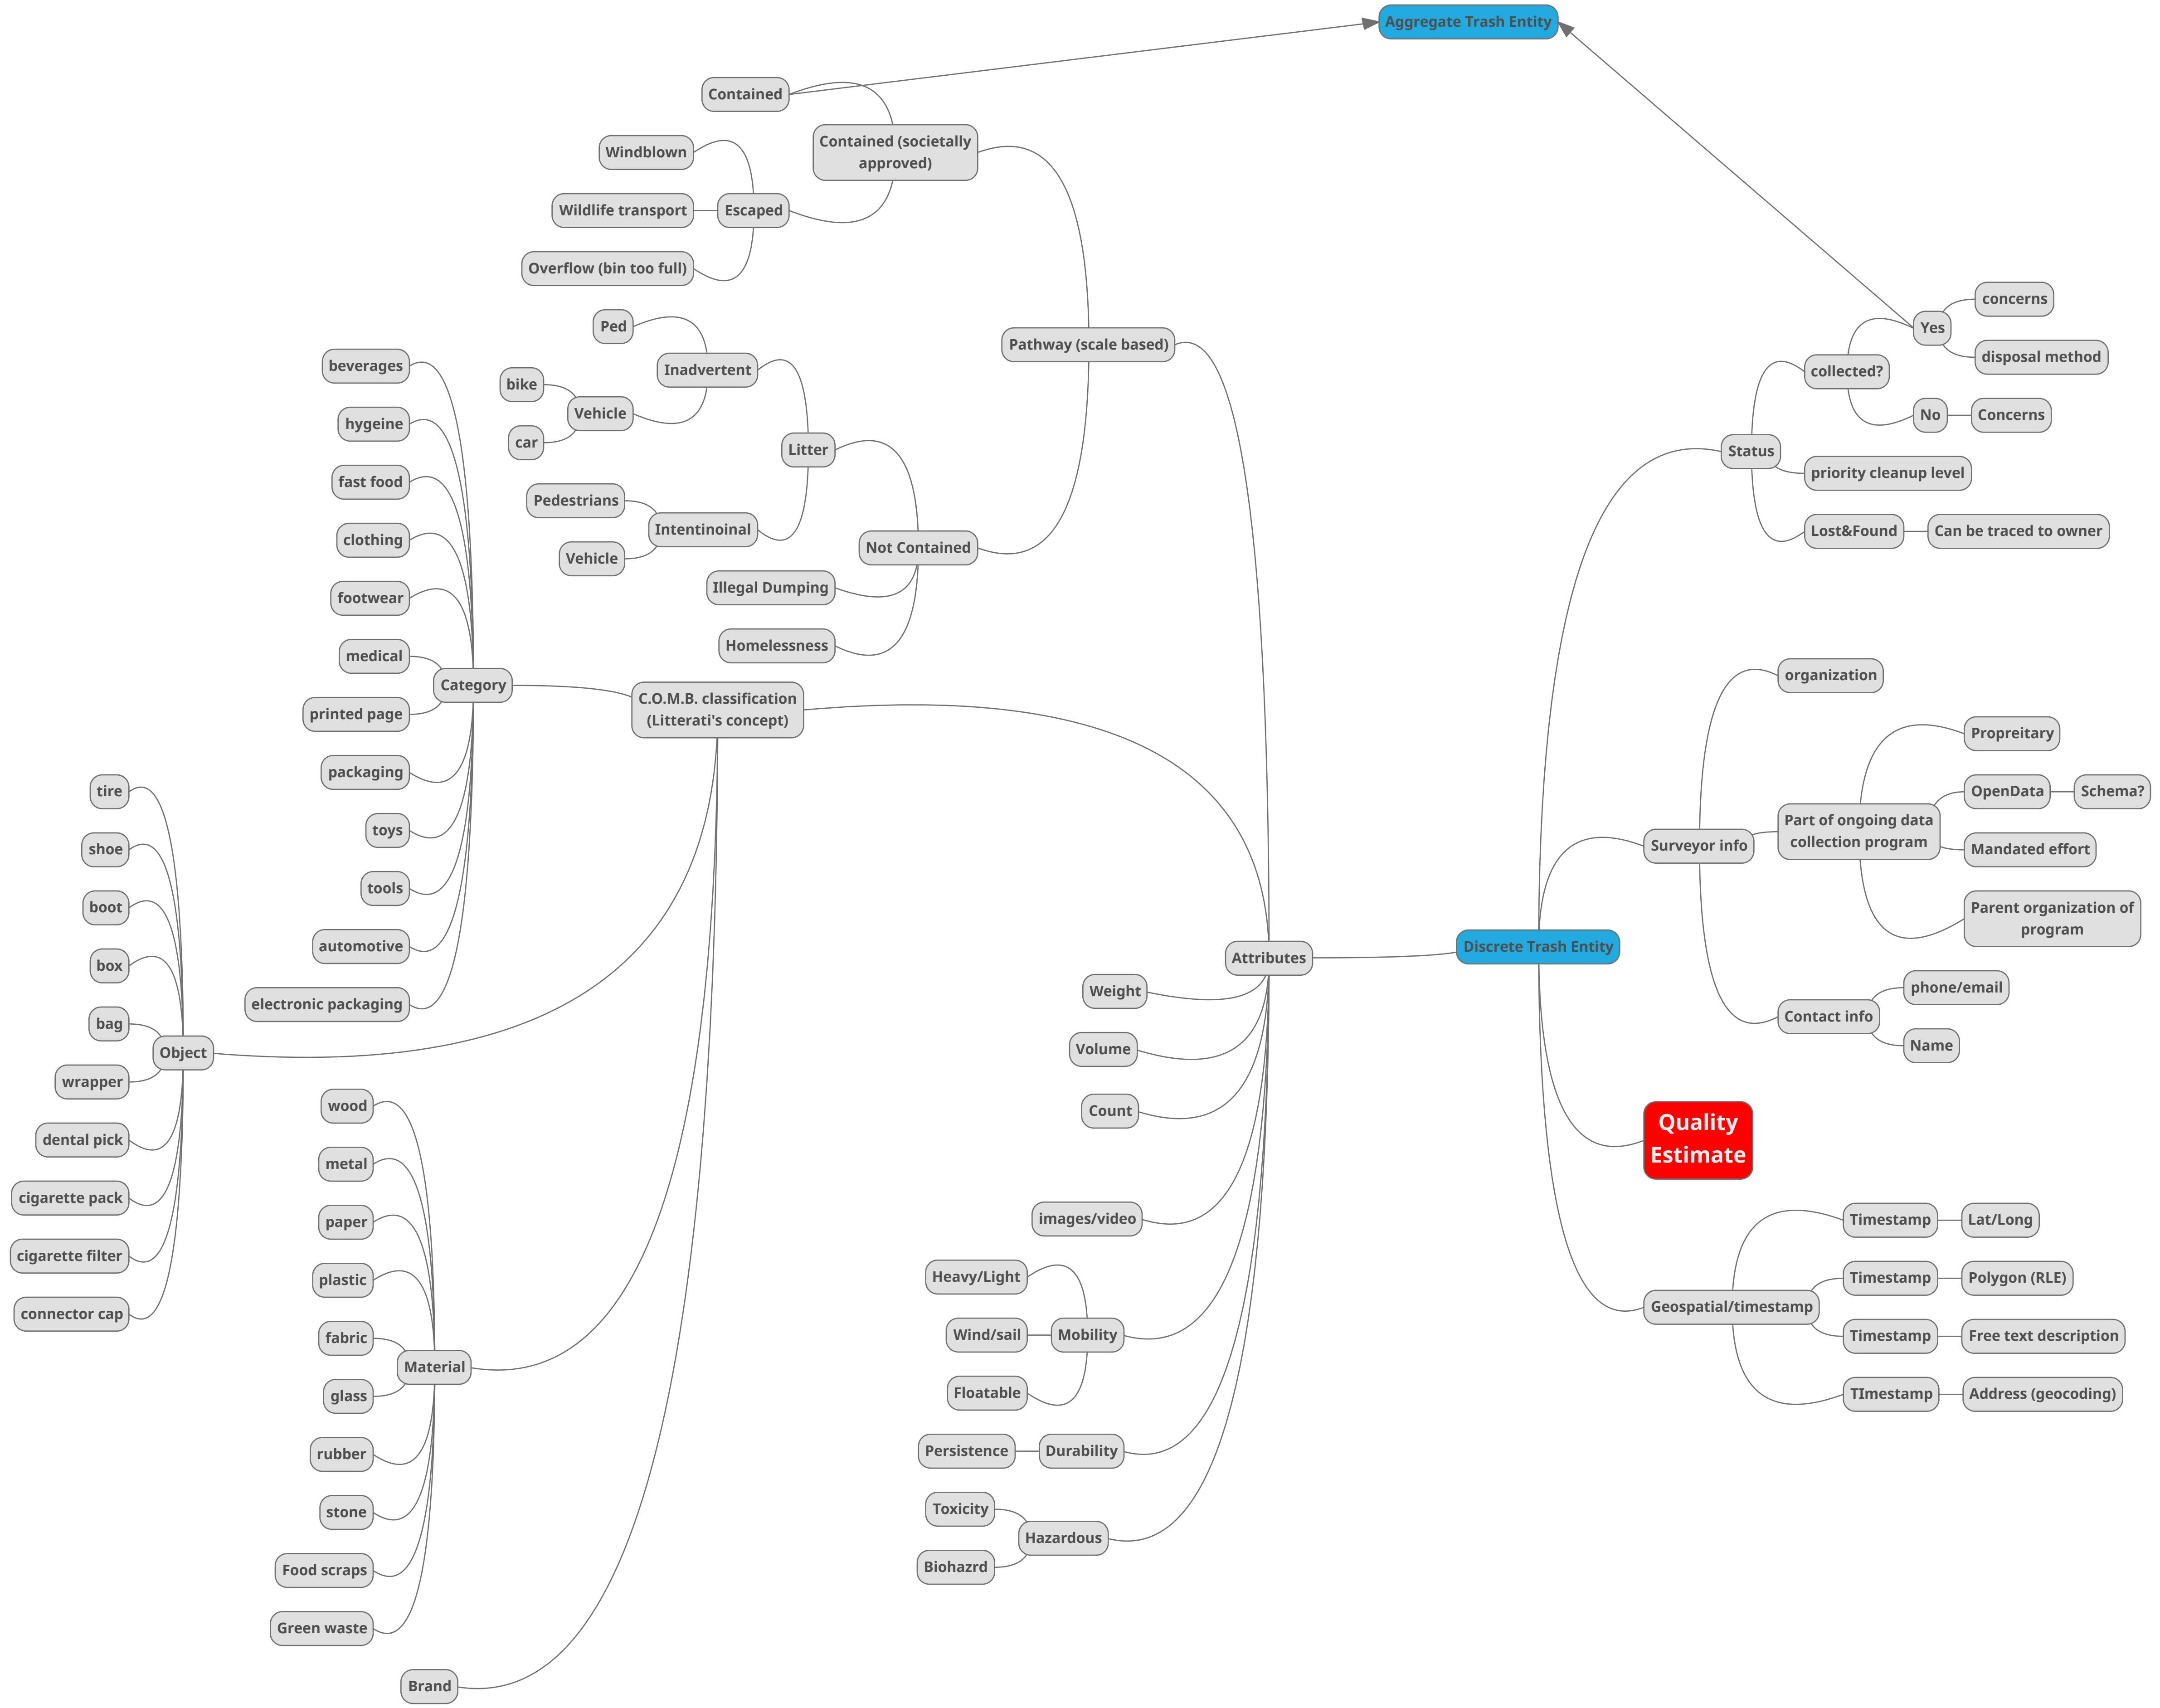 Aggregate Trash Entity
Contained
Contained (societally
approved)
Windblown
Wildlife transport
Escaped
Overflow (bin too full)
Pathway (scale based)
Ped
Inadvertent
bike
Vehicle
car
Litter
Pedestrians
Intentinoinal
Vehicle
Not Contained
Illegal Dumping
Homelessness
beverages
hygeine
fast food
clothing
footwear
medical
Category
printed page
packaging
toys
tools
automotive
electronic packaging
C.O.M.B. classification
(Litterati's concept)
tire
shoe
boot
box
bag
Object
wrapper
dental pick
cigarette pack
cigarette filter
connector cap
wood
metal
paper
plastic
fabric
Material
glass
rubber
stone
Food scraps
Green waste
Brand
Attributes
Weight
Volume
Count
images/video
Heavy/Light
Wind/sail
Mobility
Floatable
Persistence
Durability
Toxicity
Hazardous
Biohazrd
Discrete Trash Entity
Status
collected?
Yes
concerns
disposal method
No
Concerns
priority cleanup level
Lost&Found
Can be traced to owner
Surveyor info
organization
Part of ongoing data
collection program
Propreitary
OpenData
Schema?
Mandated effort
Parent organization of
program
Contact info
phone/email
Name
Quality
Estimate
Geospatial/timestamp
Timestamp
Lat/Long
Timestamp
Polygon (RLE)
Timestamp
Free text description
TImestamp
Address (geocoding)